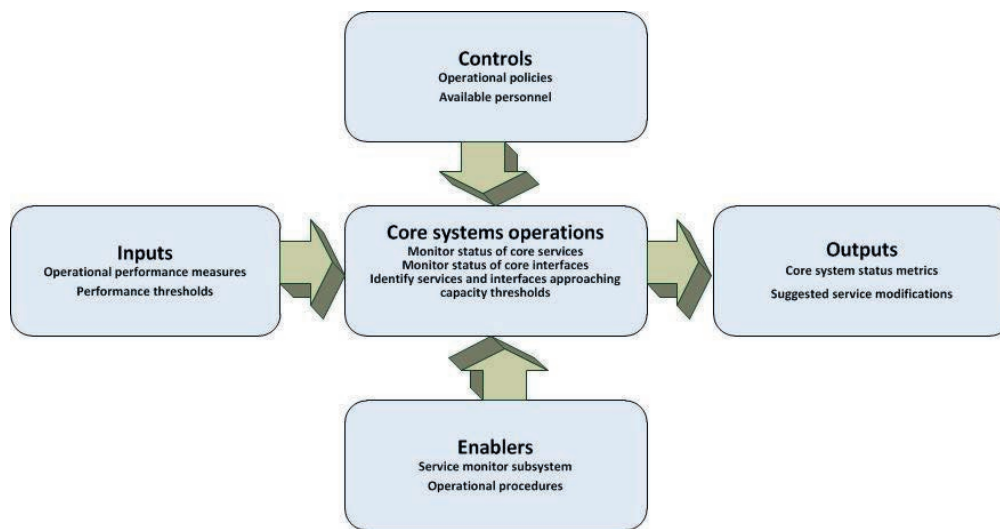 Controls
Operational policies
Available personnel
Inputs
Operational performance measures
Performance thresholds
Core systems operations
Monitor status of core services
Monitor status of core interfaces
Identify services and interfaces approaching
capacity thresholds
Outputs
Core system status metrics
Suggested service modifications
Enablers
Service monitor subsystem
Operational procedures